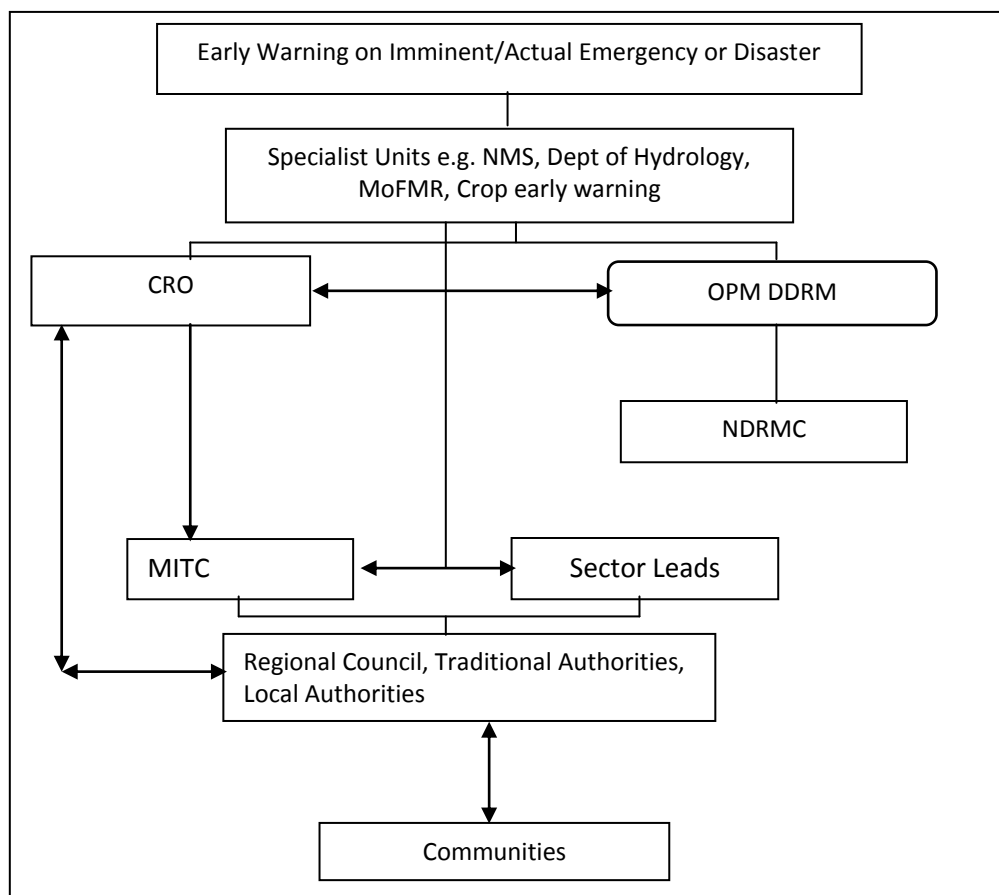 Early Warning on Imminent/Actual Emergency or Disaster
Specialist Units e.g. NMS, Dept of Hydrology,
MoFMR, Crop early warning
CRO
OPM DDRM
NDRMC
MITC
Sector Leads
Regional Council, Traditional Authorities,
Local Authorities
Communities